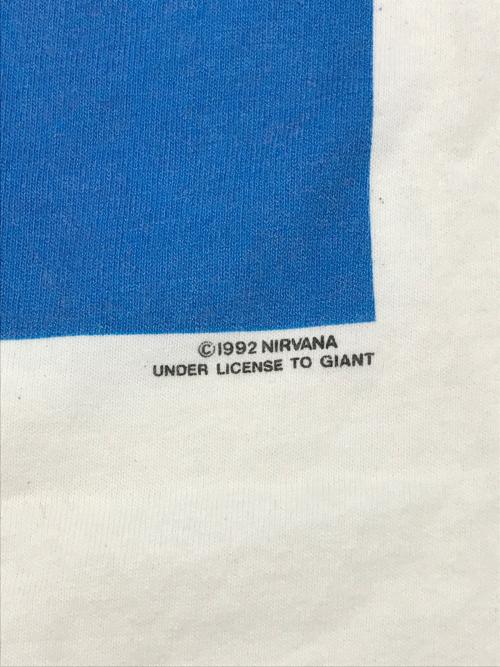 ©1992 NIRVANA
UNDER LICENSE TO GIANT